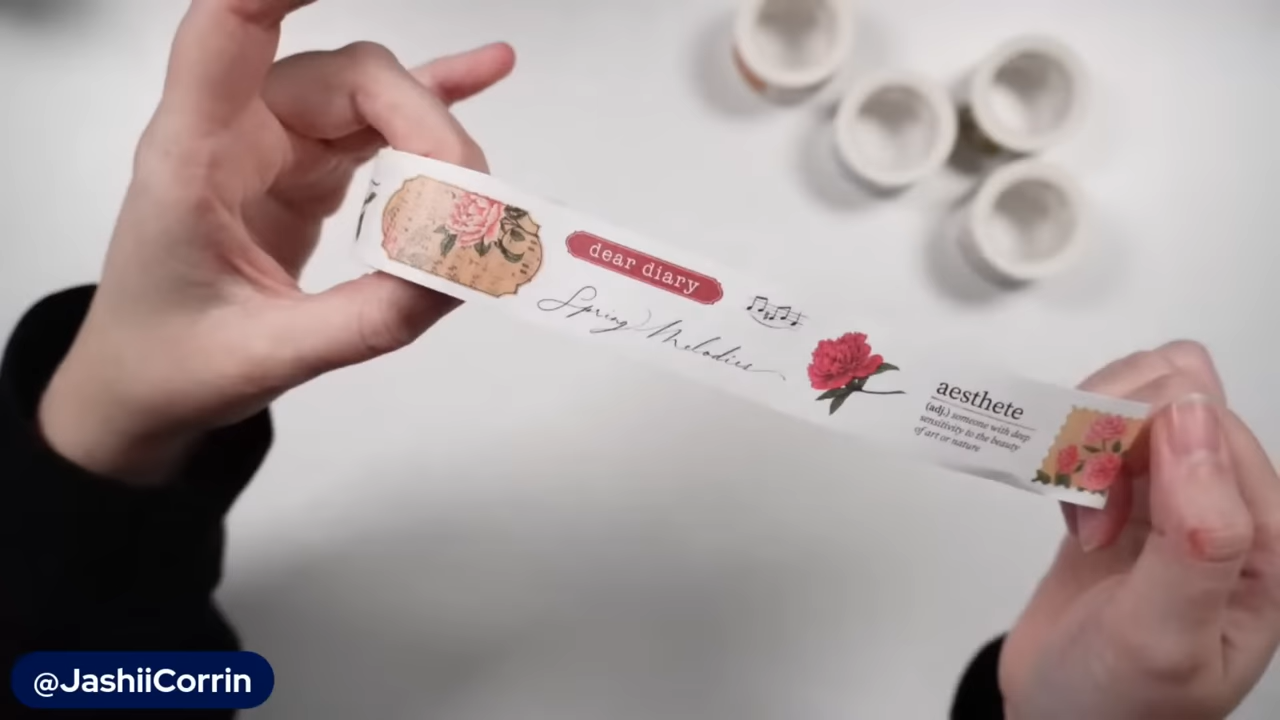 dear diary
Spring Melodies
aesthete
(adj.) someone with deep
sensitivity to the beauty
of art or nature
@JashiiCorrin